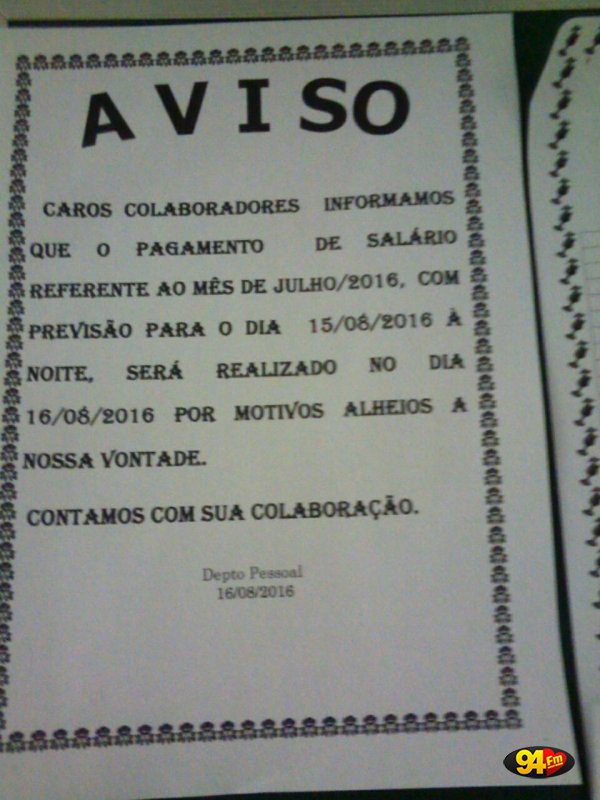 AVISO
CAROS COLABORADORES INFORMAMOS
QUE O PAGAMENTO DE SALÁRIO
REFERENTE AO MÊS DE JULHO/2016, COM
PREVISÃO PARA O DIA 15/08/2016 À
NOITE, SERÁ REALIZADO NO DIA
16/08/2016 POR MOTIVOS ALHEIOS A
NOSSA VONTADE.
CONTAMOS COM SUA COLABORAÇÃO.
Depto Pessoal
16/08/2016
94Fm